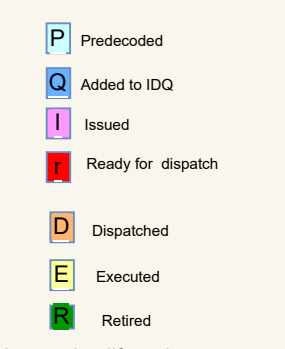 P Predecoded
Q Added to IDQ
I Issued
r Ready for dispatch
D Dispatched
E Executed
R Retired